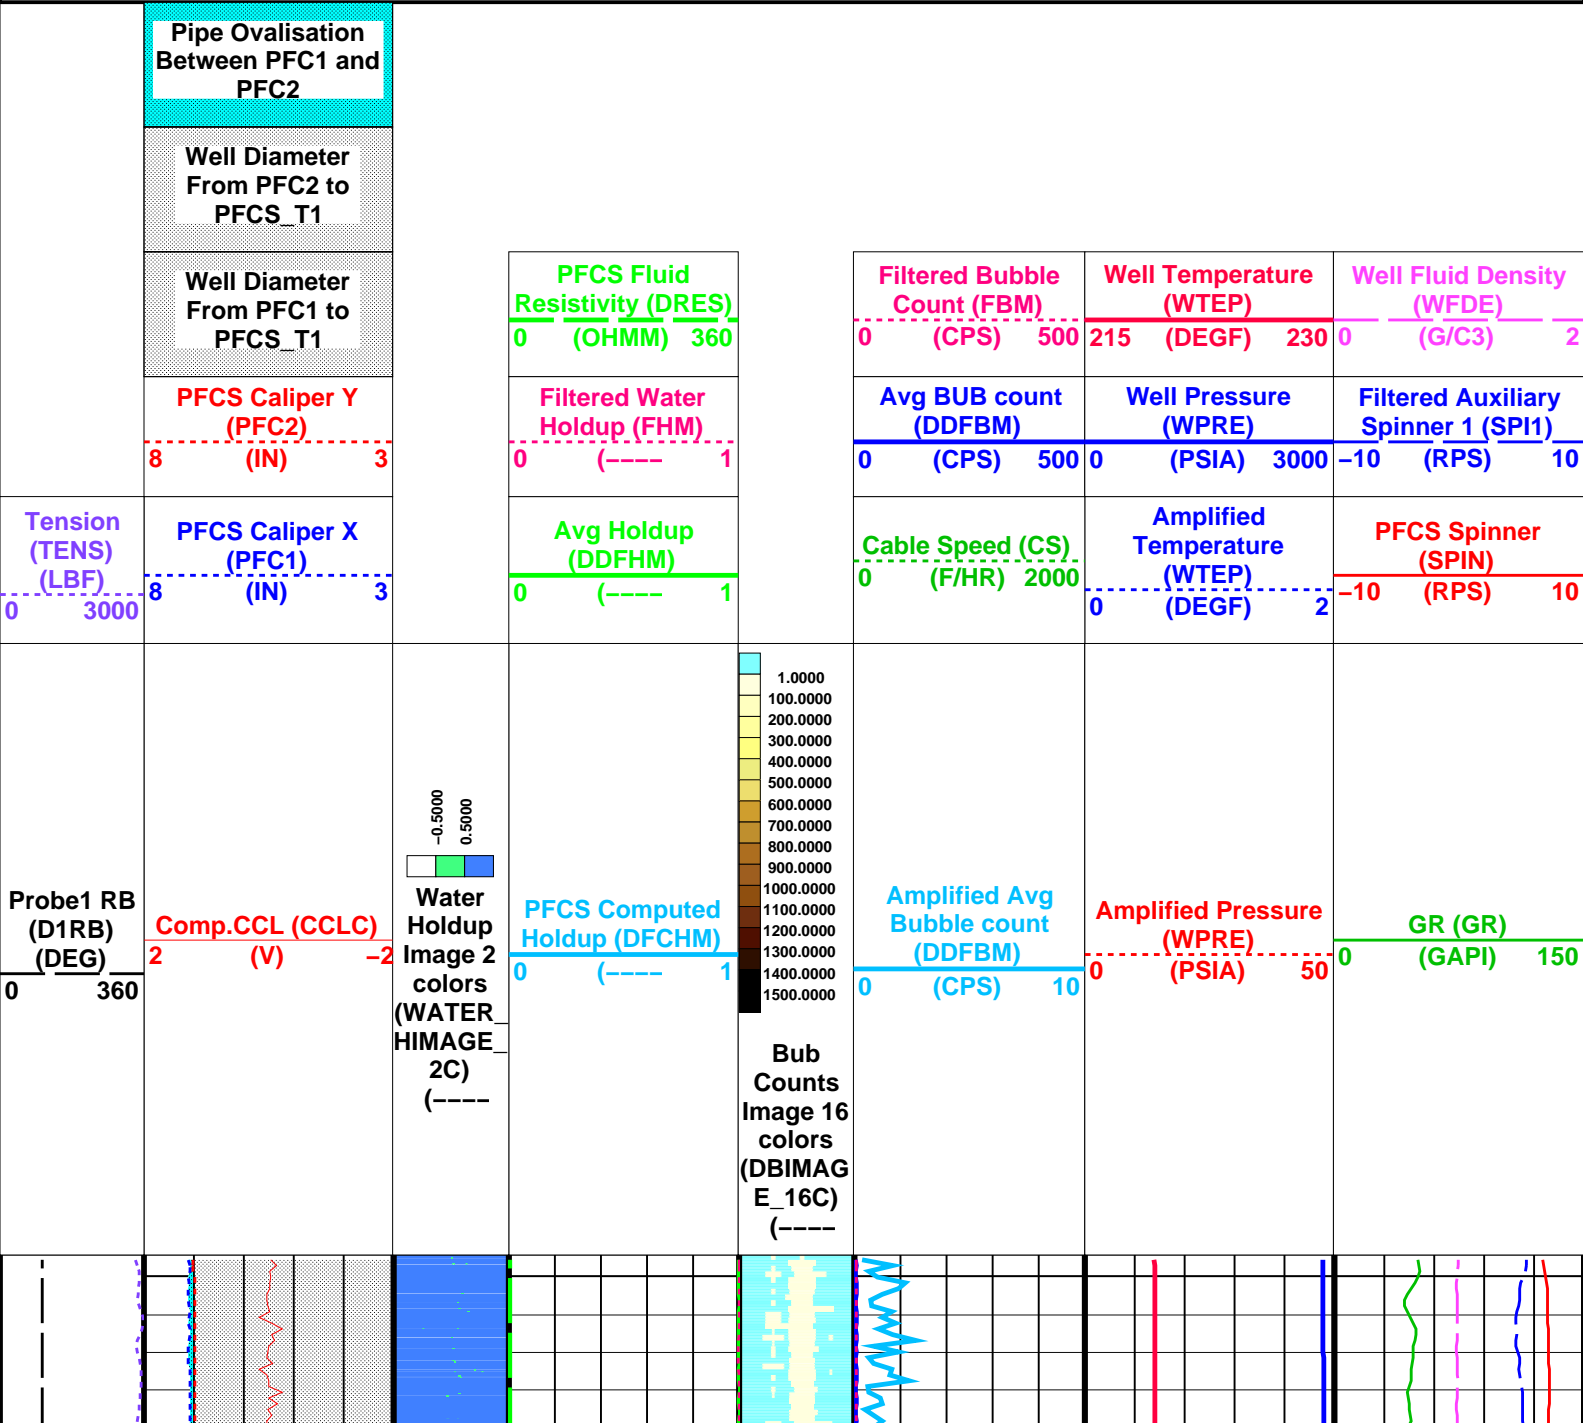 Pipe Ovalisation
Between PFC1 and
PFC2
Well Diameter
From PFC2 to
PFCS_T1
Well Diameter
From PFC1 to
PFCS_T1
PFCS Fluid
Resistivity (DRES)
0 (OHMM) 360
Filtered Bubble
Count (FBM)
0 (CPS) 500
Well Temperature
(WTEP)
215 (DEGF) 230
Well Fluid Density
(WFDE)
0 (G/C3) 2
PFCS Caliper Y
(PFC2)
8 (IN) 3
Filtered Water
Holdup (FHM)
0 (−−−− 1
Avg BUB count
(DDFBM)
0 (CPS) 500
Well Pressure
(WPRE)
0 (PSIA) 3000
Filtered Auxiliary
Spinner 1 (SPI1)
−10 (RPS) 10
Tension
(TENS)
(LBF)
0 3000
PFCS Caliper X
(PFC1)
8 (IN) 3
Avg Holdup
(DDFHM)
0 (−−−− 1
Cable Speed (CS)
0 (F/HR) 2000
Amplified
Temperature
(WTEP)
0 (DEGF) 2
PFCS Spinner
(SPIN)
−10 (RPS) 10
Probe1 RB
(D1RB)
(DEG)
0 360
Comp.CCL (CCLC)
2 (V) −2
−0.5000
0.5000
Water
Holdup
Image 2
colors
(WATER_
HIMAGE_
2C)
(−−−−
PFCS Computed
Holdup (DFCHM)
0 (−−−− 1
1.0000
100.0000
200.0000
300.0000
400.0000
500.0000
600.0000
700.0000
800.0000
900.0000
1000.0000
1100.0000
1200.0000
1300.0000
1400.0000
1500.0000
Bub
Counts
Image 16
colors
(DBIMAG
E_16C)
(−−−−
Amplified Avg
Bubble count
(DDFBM)
0 (CPS) 10
Amplified Pressure
(WPRE)
0 (PSIA) 50
GR (GR)
0 (GAPI) 150